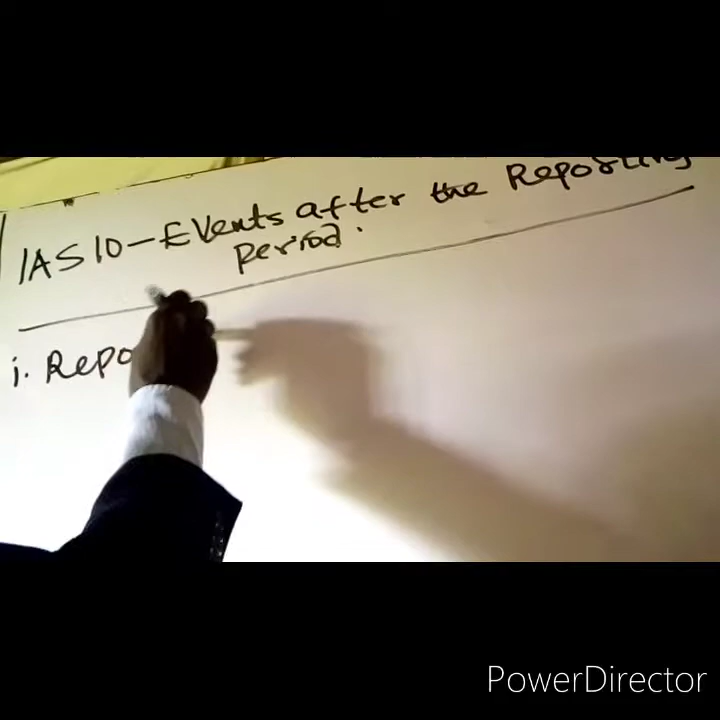 IAS 10 - Events after the Reporting
Period.
i. Repo
PowerDirector